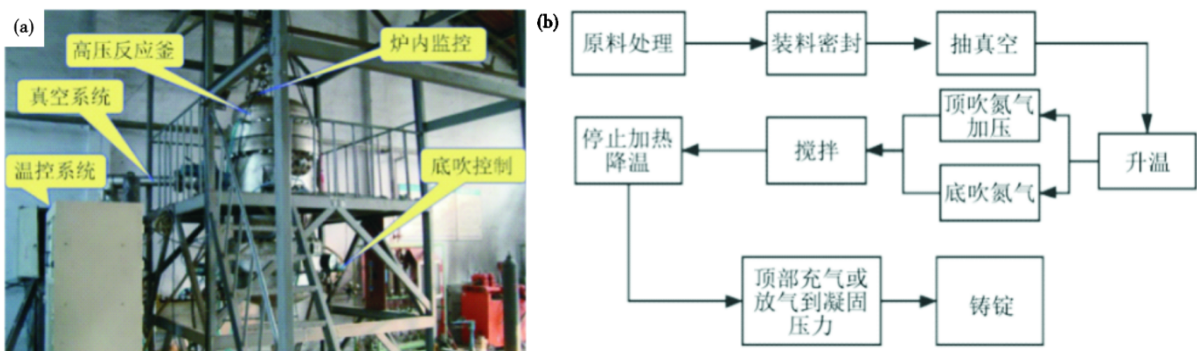 (a)
高压反应釜
炉内监控
真空系统
温控系统
底吹控制
(b)
原料处理
装料密封
抽真空
升温
顶吹氮气
加压
底吹氮气
搅拌
停止加热
降温
顶部充气或
放气到凝固
压力
铸锭